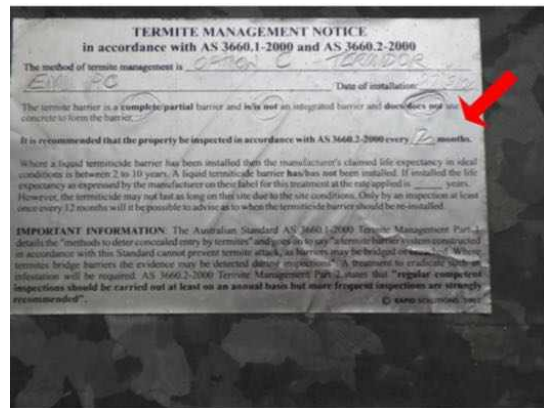 TERMITE MANAGEMENT NOTICE
in accordance with AS 3660.1-2000 and AS 3660.2-2000
The method of termite management is OPTION C - TERMIDOR
Date of installation:
The termite barrier is a complete/partial barrier and is/is not an integrated barrier and does/does not use
concrete to form the barrier.
It is recommended that the property be inspected in accordance with AS 3660.2-2000 every 12 months.
Where a liquid termiticide barrier has been installed then the manufacturer's claimed life expectancy in ideal
conditions is between 2 to 10 years. A liquid termiticide barrier has/has not been installed. If installed the life
expectancy as expressed by the manufacturer on their label for this treatment at the rate applied is ______ years.
However, the termiticide may not last as long on this site due to the site conditions. Only by an inspection at least
once every 12 months will it be possible to advise as to when the termiticide barrier should be re-installed.
IMPORTANT INFORMATION: The Australian Standard AS 3660.1-2000 Termite Management Part 1
details the "methods to deter concealed entry by termites" and goes on to say "a termite barrier system constructed
in accordance with this Standard cannot prevent termite attack, as barriers may be bridged or Where
termites bridge barriers the evidence may be detected during inspections". A treatment to eradicate such an
infestation will be required. AS 3660.2-2000 Termite Management Part 2 states that "regular competent
inspections should be carried out at least on an annual basis but more frequent inspections are strongly
recommended".
© RAPID SOLUTIONS